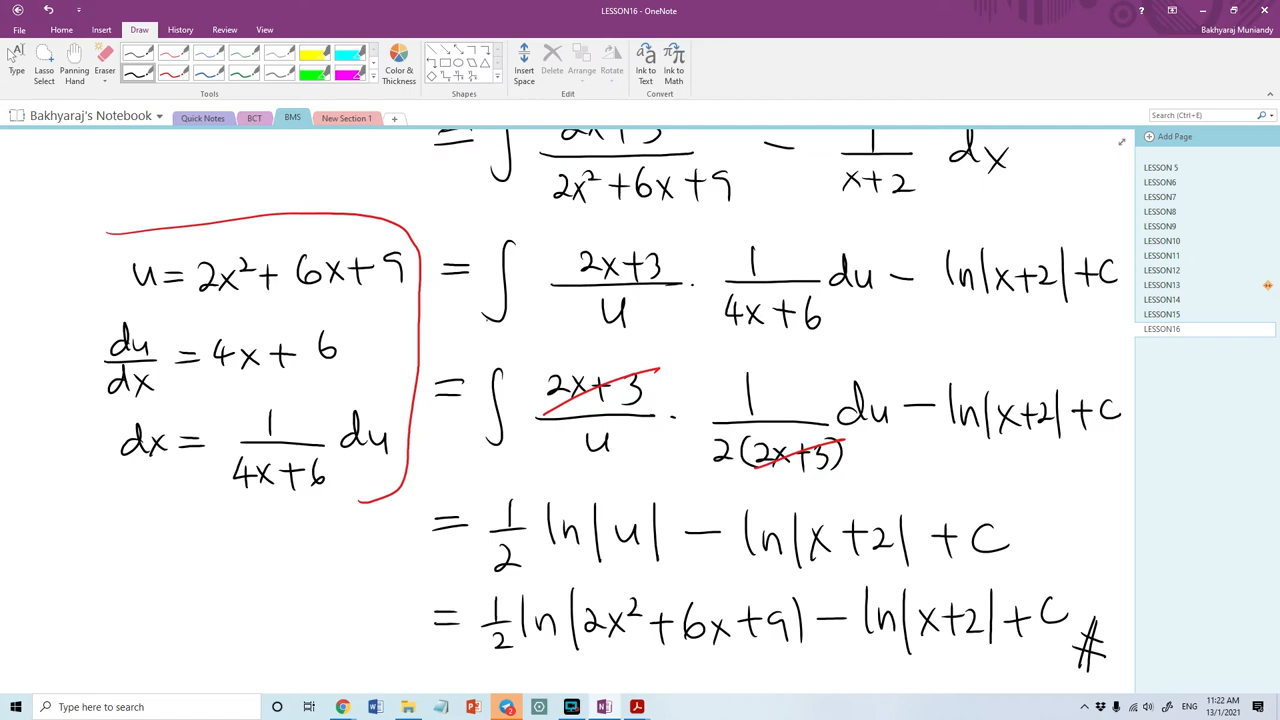 LESSON16 - OneNote
Bakhyaraj Muniandy
File Home Insert Draw History Review View
Type Lasso Select Panning Hand Eraser Color & Thickness Insert Space Delete Arrange Rotate Ink to Text Ink to Math
Tools Shapes Edit Convert
Bakhyaraj's Notebook Quick Notes BCT BMS New Section 1 Search (Ctrl+E)
Add Page
LESSON 5
LESSON6
LESSON7
LESSON8
LESSON9
LESSON10
LESSON11
LESSON12
LESSON13
LESSON14
LESSON15
LESSON16
= ∫ (2x+3)/(2x²+6x+9) − 1/(x+2) dx
u = 2x² + 6x + 9
du/dx = 4x + 6
dx = 1/(4x+6) du
= ∫ (2x+3)/u · 1/(4x+6) du − ln|x+2| + C
= ∫ (2x+3)/u · 1/(2(2x+3)) du − ln|x+2| + C
= 1/2 ln|u| − ln|x+2| + C
= 1/2 ln|2x²+6x+9| − ln|x+2| + C #
Type here to search
ENG
11:22 AM
13/1/2021